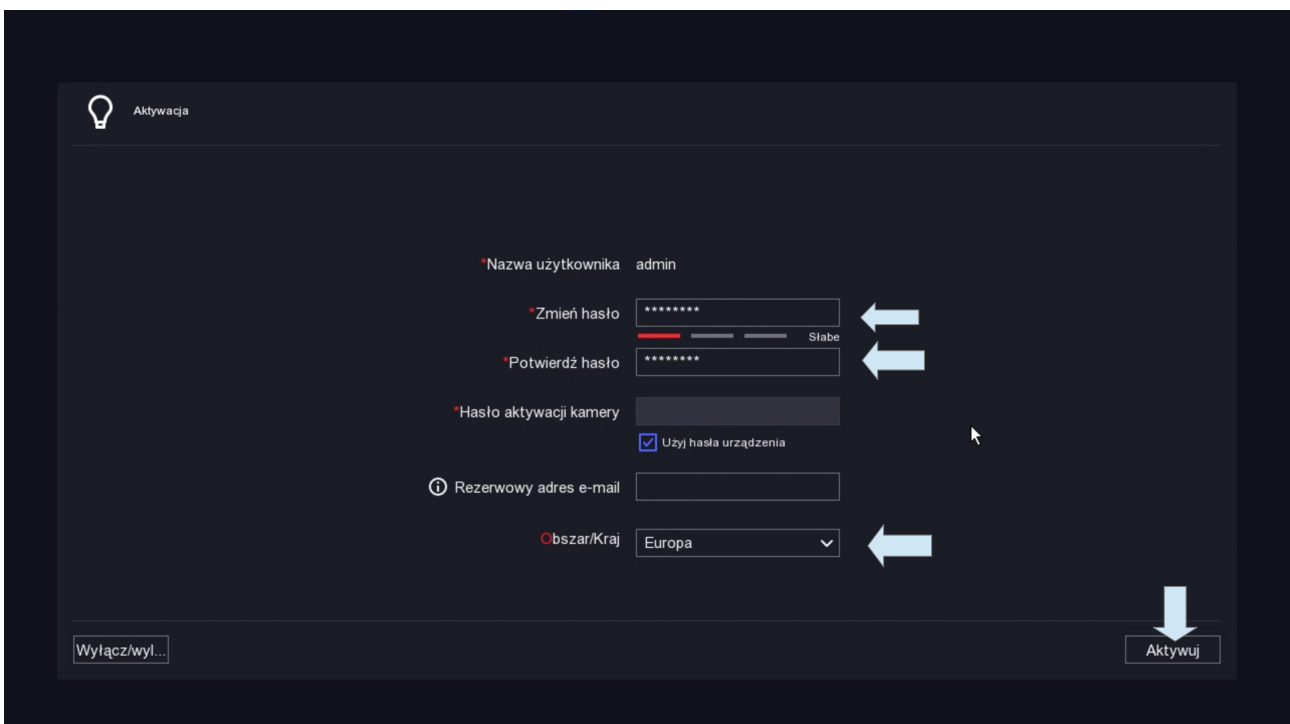 Aktywacja
*Nazwa użytkownika admin
*Zmień hasło ********
Słabe
*Potwierdź hasło ********
*Hasło aktywacji kamery
Użyj hasła urządzenia
Rezerwowy adres e-mail
Obszar/Kraj Europa
Wyłącz/wyl... Aktywuj